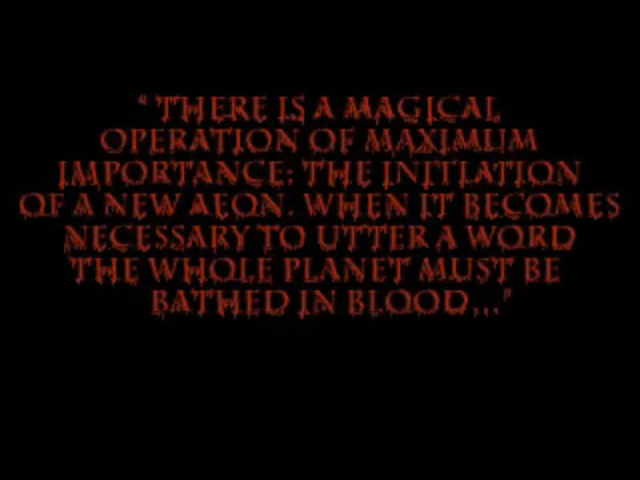 " THERE IS A MAGICAL
OPERATION OF MAXIMUM
IMPORTANCE: THE INITIATION
OF A NEW AEON. WHEN IT BECOMES
NECESSARY TO UTTER A WORD
THE WHOLE PLANET MUST BE
BATHED IN BLOOD..."